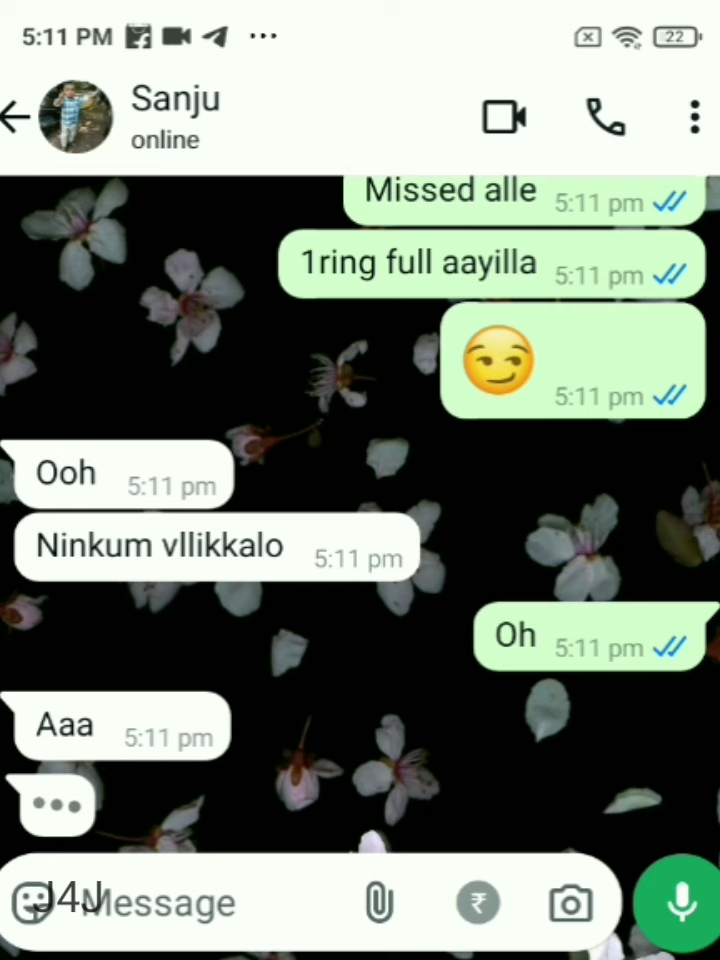 5:11 PM 22
Sanju
online
Missed alle 5:11 pm
1ring full aayilla 5:11 pm
😏 5:11 pm
Ooh 5:11 pm
Ninkum vllikkalo 5:11 pm
Oh 5:11 pm
Aaa 5:11 pm
J4J Message ₹